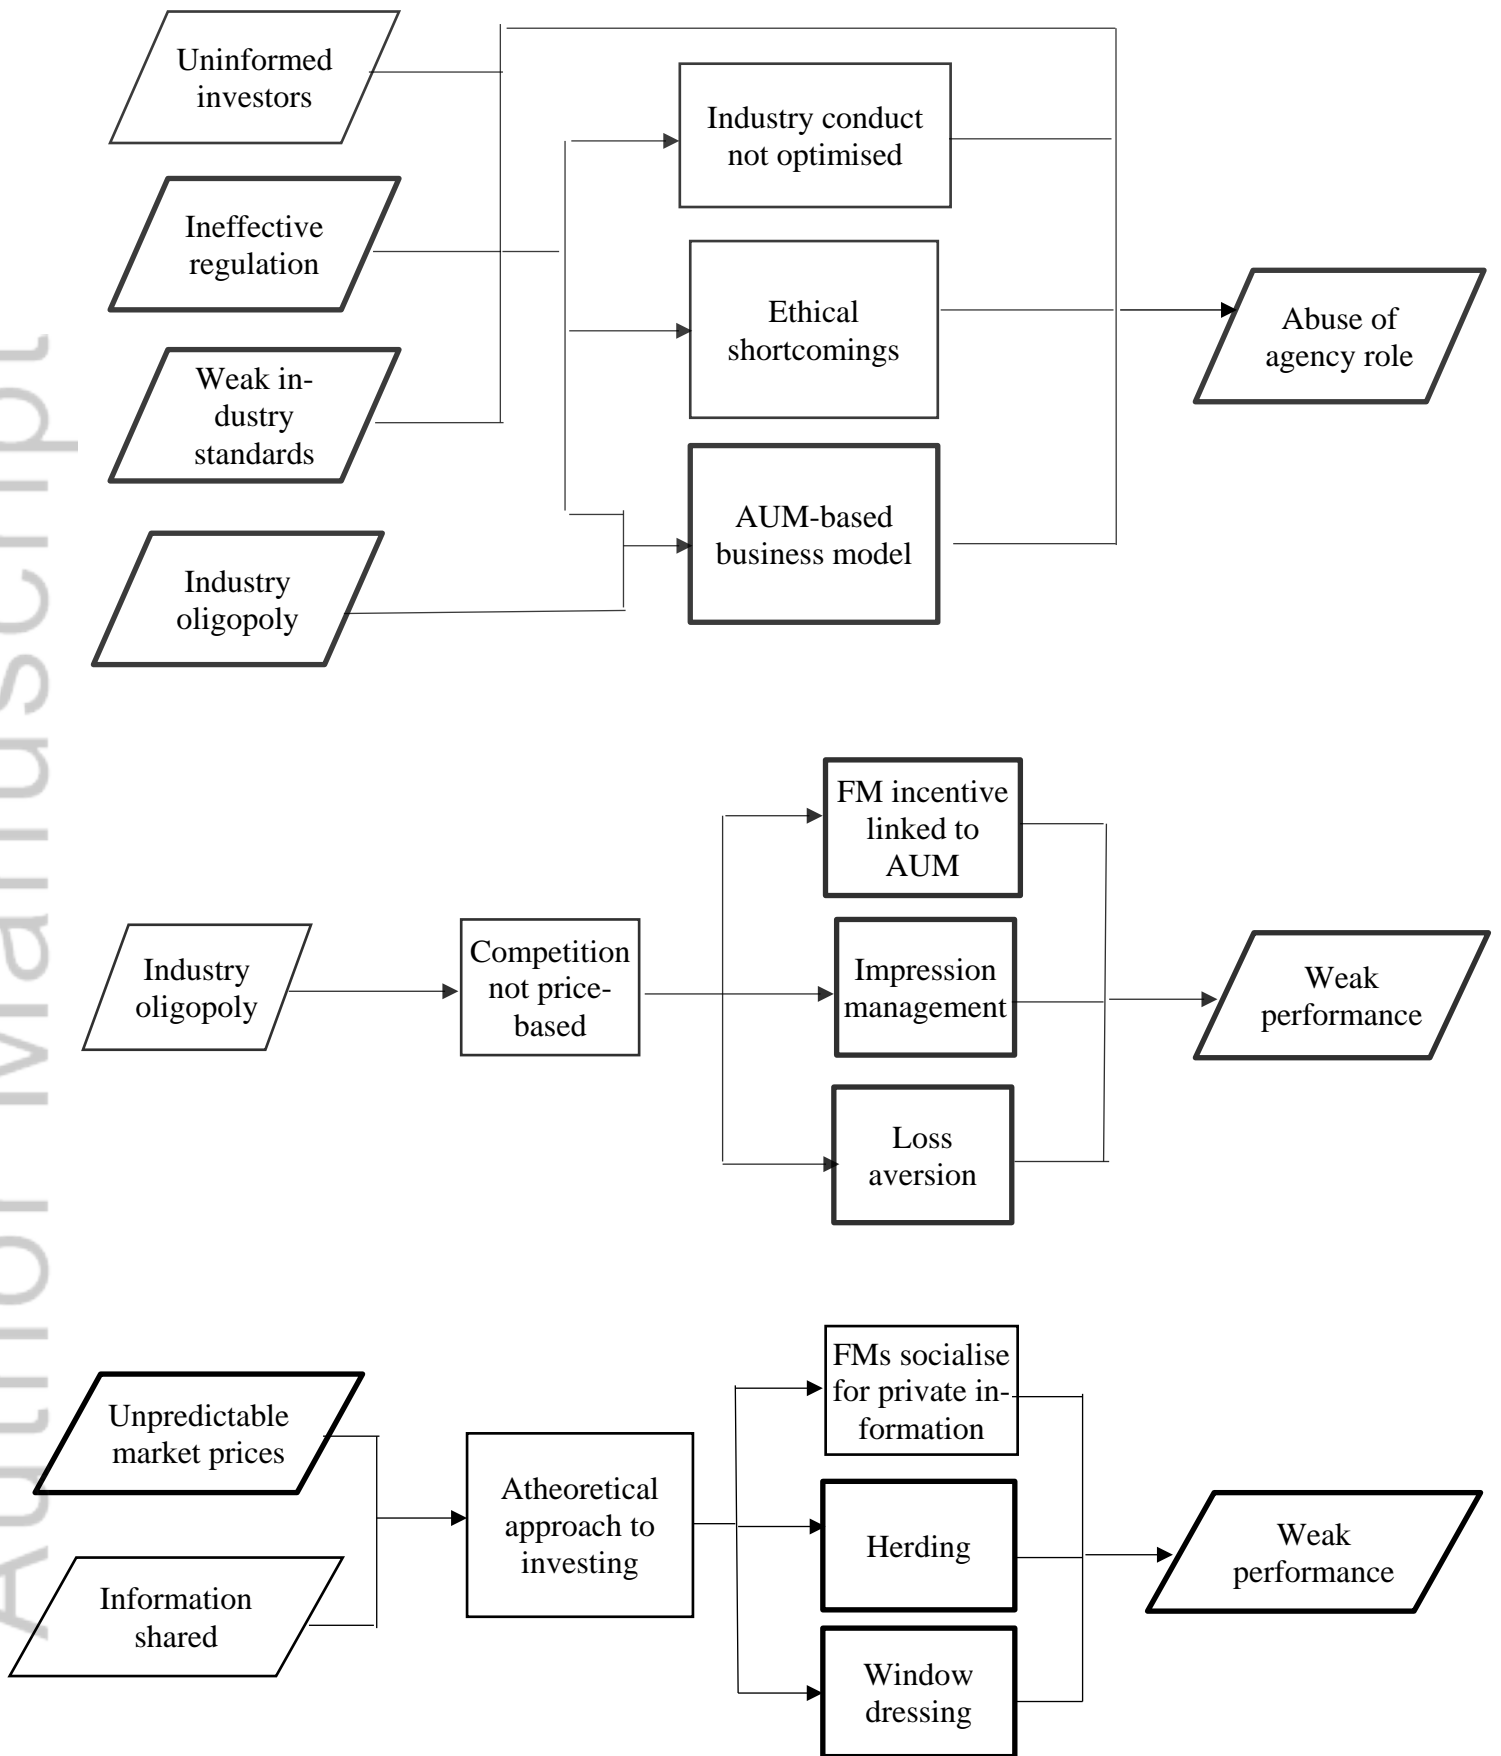 Uninformed
investors
Industry conduct
not optimised
Ineffective
regulation
Ethical
shortcomings
Abuse of
agency role
Weak in-
dustry
standards
AUM-based
business model
Industry
oligopoly
FM incentive
linked to
AUM
Industry
oligopoly
Competition
not price-
based
Impression
management
Weak
performance
Loss
aversion
FMs socialise
for private in-
formation
Unpredictable
market prices
Atheoretical
approach to
investing
Herding
Weak
performance
Information
shared
Window
dressing
Author Manuscript